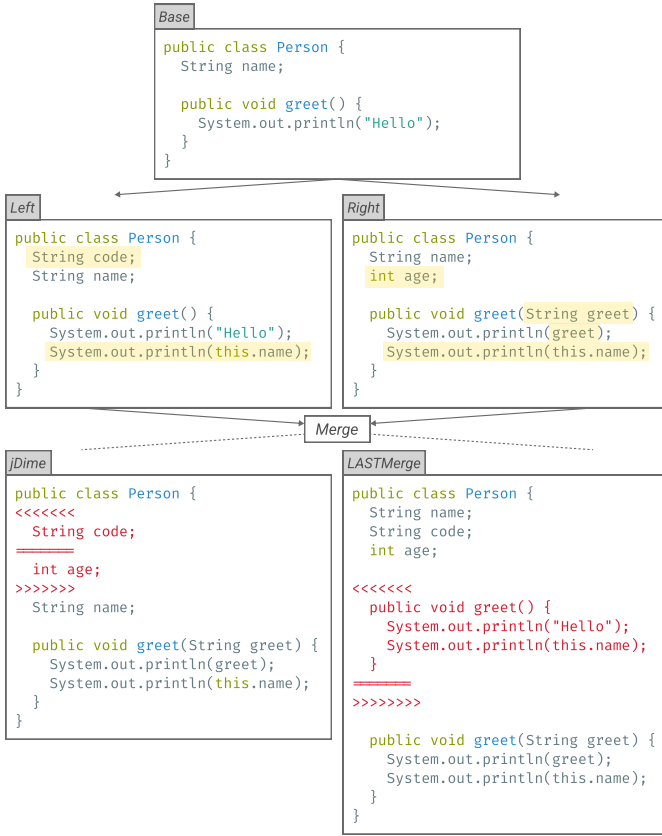 Base
public class Person {
  String name;

  public void greet() {
    System.out.println("Hello");
  }
}
Left
public class Person {
  String code;
  String name;

  public void greet() {
    System.out.println("Hello");
    System.out.println(this.name);
  }
}
Right
public class Person {
  String name;
  int age;

  public void greet(String greet) {
    System.out.println(greet);
    System.out.println(this.name);
  }
}
Merge
jDime
public class Person {
<<<<<<<
  String code;
=======
  int age;
>>>>>>>
  String name;

  public void greet(String greet) {
    System.out.println(greet);
    System.out.println(this.name);
  }
}
LASTMerge
public class Person {
  String name;
  String code;
  int age;

<<<<<<<
  public void greet() {
    System.out.println("Hello");
    System.out.println(this.name);
  }
=======
>>>>>>>>

  public void greet(String greet) {
    System.out.println(greet);
    System.out.println(this.name);
  }
}